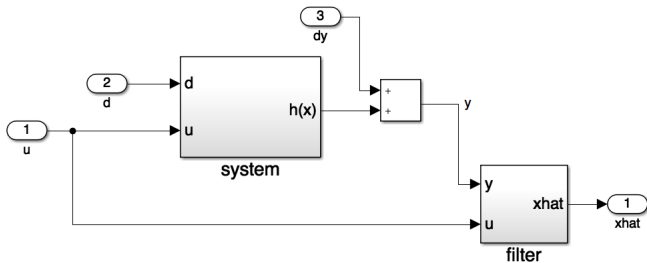 3
dy
2
d
d
u
h(x)
system
+
+
y
1
u
y
u
xhat
filter
1
xhat